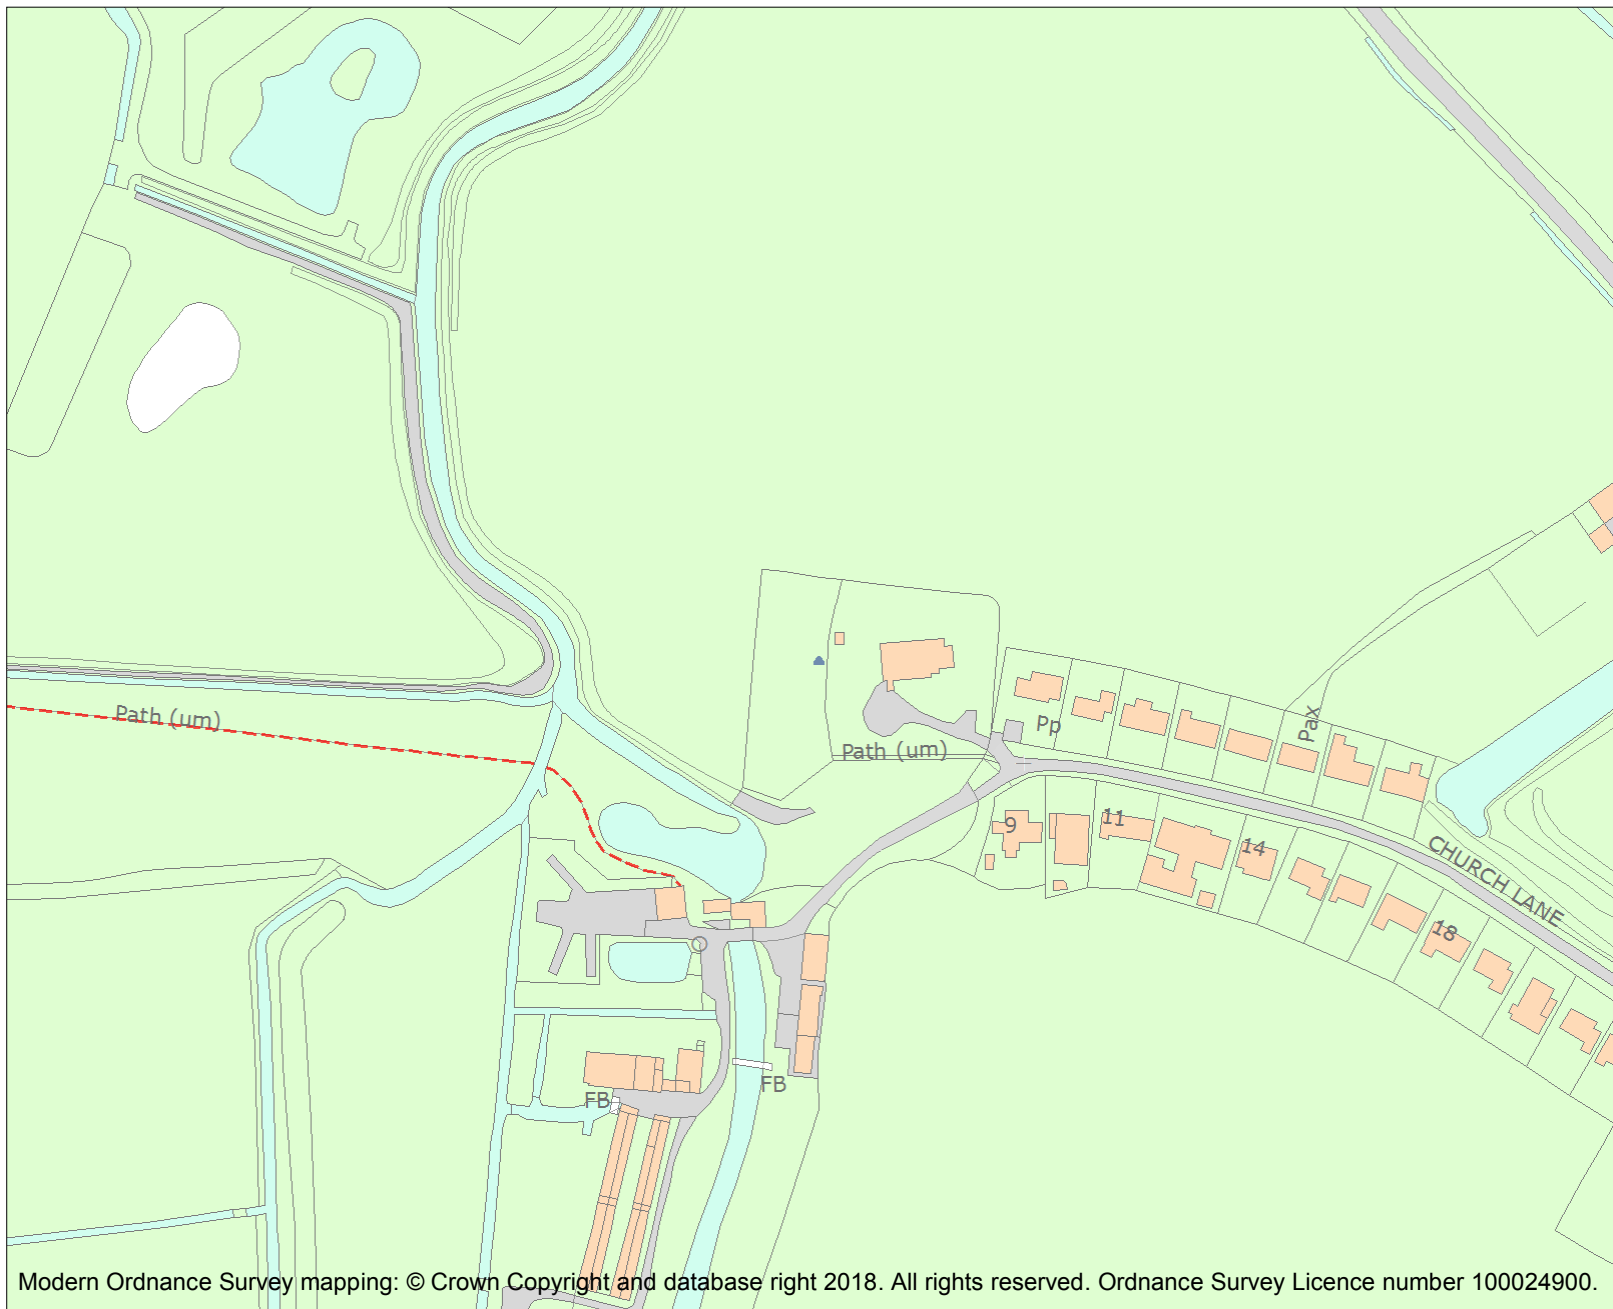 Path (um)
Pp
Pax
Path (um)
9
11
14
CHURCH LANE
18
FB
FB
Modern Ordnance Survey mapping: © Crown Copyright and database right 2018. All rights reserved. Ordnance Survey Licence number 100024900.